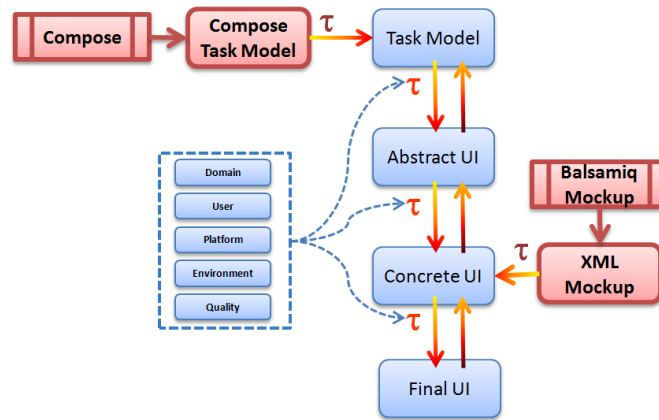 Compose
Compose
Task Model
τ
Task Model
τ
Abstract UI
Domain
User
Platform
Environment
Quality
τ
Balsamiq
Mockup
Concrete UI
τ
XML
Mockup
τ
Final UI